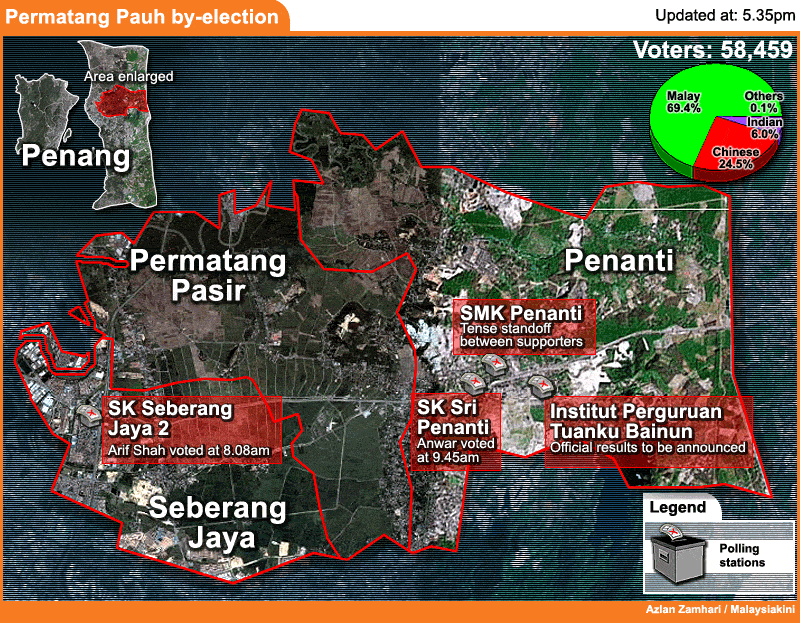 Permatang Pauh by-election
Updated at: 5.35pm
Voters: 58,459
Area enlarged
Penang
Malay
69.4%
Others
0.1%
Indian
6.0%
Chinese
24.5%
Permatang
Pasir
Penanti
SMK Penanti
Tense standoff
between supporters
SK Seberang
Jaya 2
Arif Shah voted at 8.08am
SK Sri
Penanti
Anwar voted
at 9.45am
Institut Perguruan
Tuanku Bainun
Official results to be announced
Seberang
Jaya
Legend
Polling
stations
Azlan Zamhari / Malaysiakini